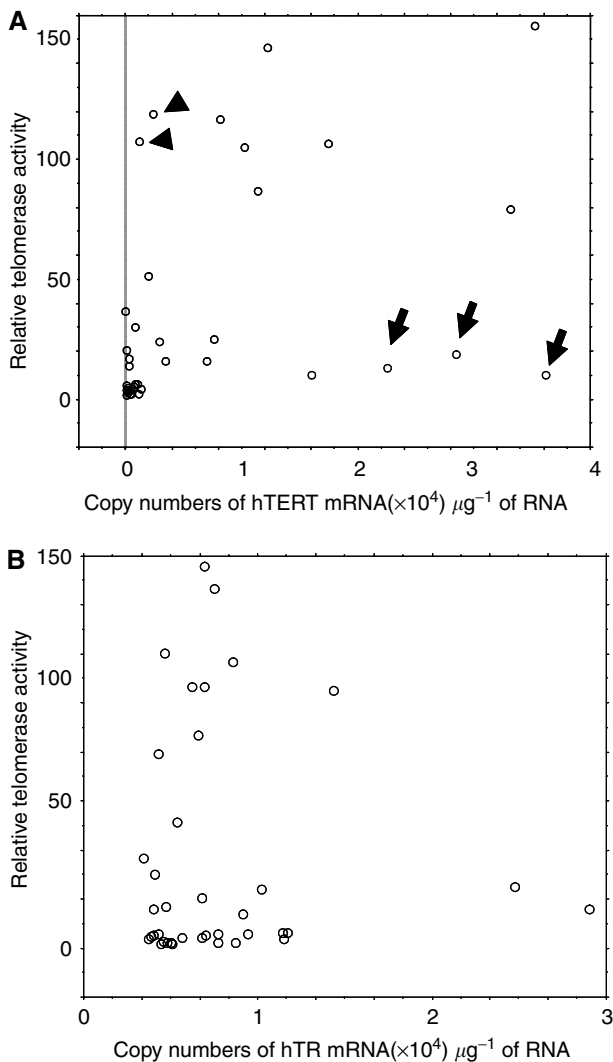 A
150
100
50
0
Relative telomerase activity
0 1 2 3 4
Copy numbers of hTERT mRNA(×10⁴) μg⁻¹ of RNA
B
150
100
50
0
Relative telomerase activity
0 1 2 3
Copy numbers of hTR mRNA(×10⁴) μg⁻¹ of RNA